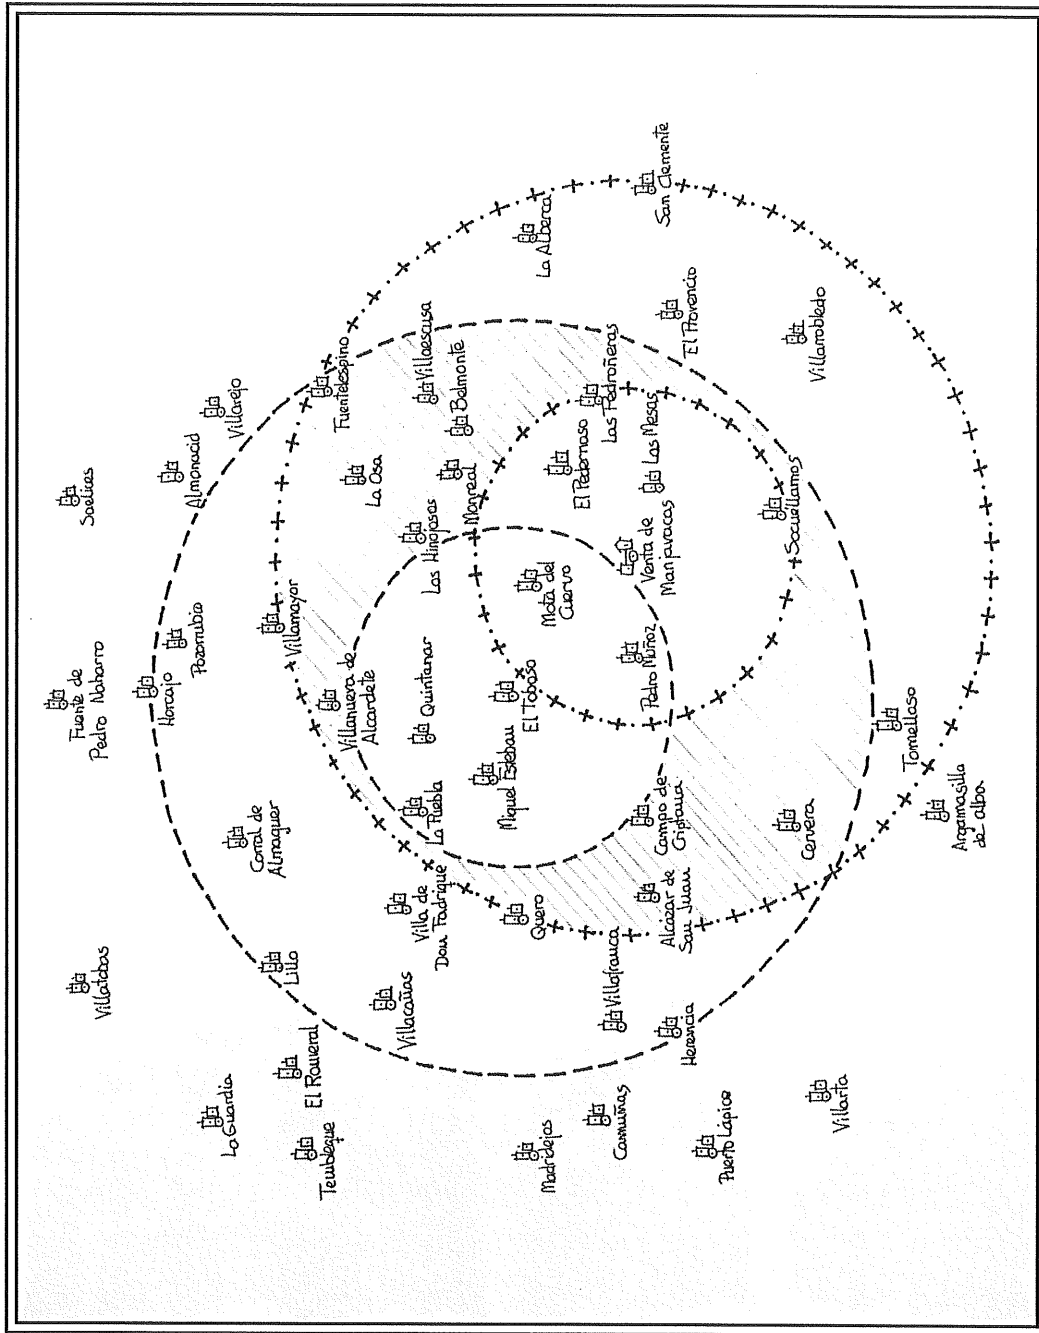 Saelices
Fuente de
Pedro Naharro
Villatobas
Almonacid
Villarejo
Pozorrubio
Horcajo
Corral de
Almaguer
Lillo
La Guardia
El Romeral
Tembleque
Fuentelespino
Villamayor
La Osa
Villaescusa
Belmonte
Monreal
Los Hinojosos
Villanueva de
Alcardete
Quintanar
La Puebla
Villa de
Don Fadrique
Villacañas
La Alberca
Mota del
Cuervo
El Toboso
Miguel Esteban
Quero
Madridejos
San Clemente
El Provencio
Las Pedroñeras
El Pedernoso
Las Mesas
Venta de
Manjavacas
Pedro Muñoz
Campo de
Criptana
Alcázar de
San Juan
Villafranca
Herencia
Camuñas
Puerto Lápice
Villarrobledo
Socuéllamos
Cervera
Villarta
Tomelloso
Argamasilla
de alba